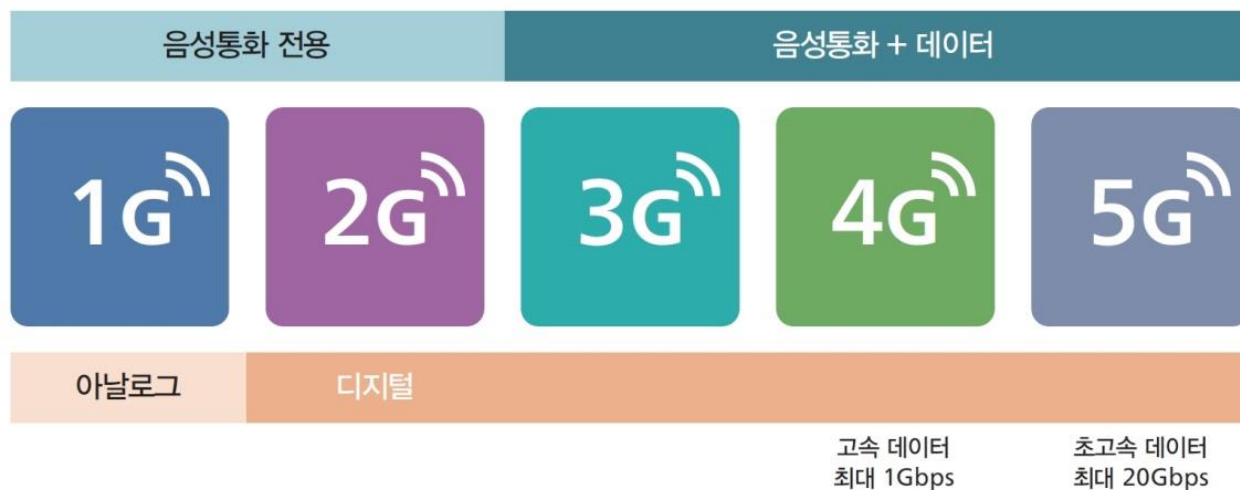 음성통화 전용
음성통화 + 데이터
1G
2G
3G
4G
5G
아날로그
디지털
고속 데이터
최대 1Gbps
초고속 데이터
최대 20Gbps